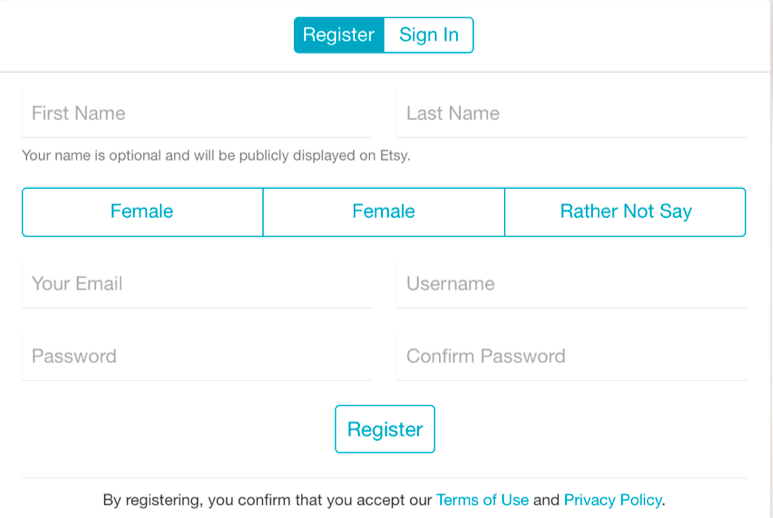 Register Sign In
First Name Last Name
Your name is optional and will be publicly displayed on Etsy.
Female Female Rather Not Say
Your Email Username
Password Confirm Password
Register
By registering, you confirm that you accept our Terms of Use and Privacy Policy.